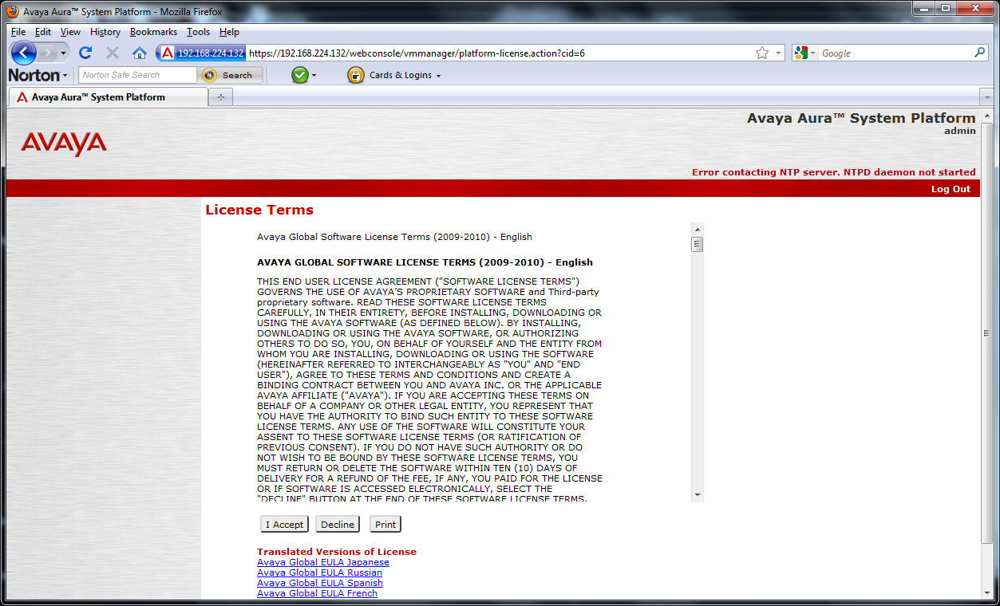 Avaya Aura™ System Platform - Mozilla Firefox
File Edit View History Bookmarks Tools Help
192.168.224.132 https://192.168.224.132/webconsole/vmmanager/platform-license.action?cid=6
Google
Norton
Norton Safe Search
Search
Cards & Logins
Avaya Aura™ System Platform
AVAYA
Avaya Aura™ System Platform
admin
Error contacting NTP server. NTPD daemon not started
Log Out
License Terms
Avaya Global Software License Terms (2009-2010) - English
AVAYA GLOBAL SOFTWARE LICENSE TERMS (2009-2010) - English
THIS END USER LICENSE AGREEMENT ("SOFTWARE LICENSE TERMS")
GOVERNS THE USE OF AVAYA’S PROPRIETARY SOFTWARE and Third-party
proprietary software. READ THESE SOFTWARE LICENSE TERMS
CAREFULLY, IN THEIR ENTIRETY, BEFORE INSTALLING, DOWNLOADING OR
USING THE AVAYA SOFTWARE (AS DEFINED BELOW). BY INSTALLING,
DOWNLOADING OR USING THE AVAYA SOFTWARE, OR AUTHORIZING
OTHERS TO DO SO, YOU, ON BEHALF OF YOURSELF AND THE ENTITY FROM
WHOM YOU ARE INSTALLING, DOWNLOADING OR USING THE SOFTWARE
(HEREINAFTER REFERRED TO INTERCHANGEABLY AS "YOU" AND "END
USER"), AGREE TO THESE TERMS AND CONDITIONS AND CREATE A
BINDING CONTRACT BETWEEN YOU AND AVAYA INC. OR THE APPLICABLE
AVAYA AFFILIATE ("AVAYA"). IF YOU ARE ACCEPTING THESE TERMS ON
BEHALF OF A COMPANY OR OTHER LEGAL ENTITY, YOU REPRESENT THAT
YOU HAVE THE AUTHORITY TO BIND SUCH ENTITY TO THESE SOFTWARE
LICENSE TERMS. ANY USE OF THE SOFTWARE WILL CONSTITUTE YOUR
ASSENT TO THESE SOFTWARE LICENSE TERMS (OR RATIFICATION OF
PREVIOUS CONSENT). IF YOU DO NOT HAVE SUCH AUTHORITY OR DO
NOT WISH TO BE BOUND BY THESE SOFTWARE LICENSE TERMS, YOU
MUST RETURN OR DELETE THE SOFTWARE WITHIN TEN (10) DAYS OF
DELIVERY FOR A REFUND OF THE FEE, IF ANY, YOU PAID FOR THE LICENSE
OR IF SOFTWARE IS ACCESSED ELECTRONICALLY, SELECT THE
"DECLINE" BUTTON AT THE END OF THESE SOFTWARE LICENSE TERMS.
I Accept Decline Print
Translated Versions of License
Avaya Global EULA Japanese
Avaya Global EULA Russian
Avaya Global EULA Spanish
Avaya Global EULA French